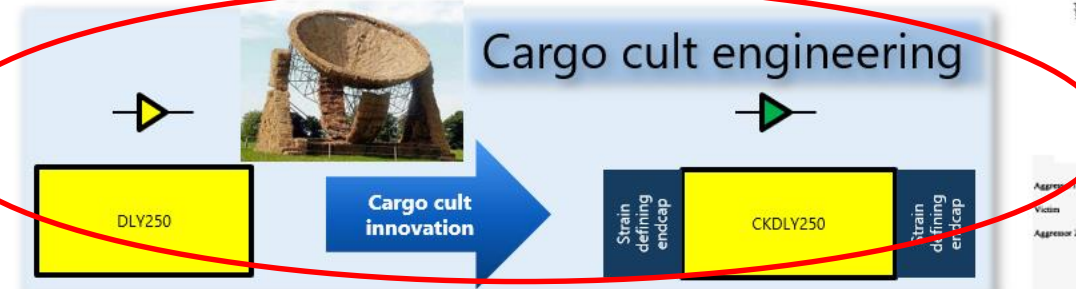 Cargo cult engineering
DLY250
Cargo cult
innovation
Strain
defining
endcap
CKDLY250
Strain
defining
endcap
Victim